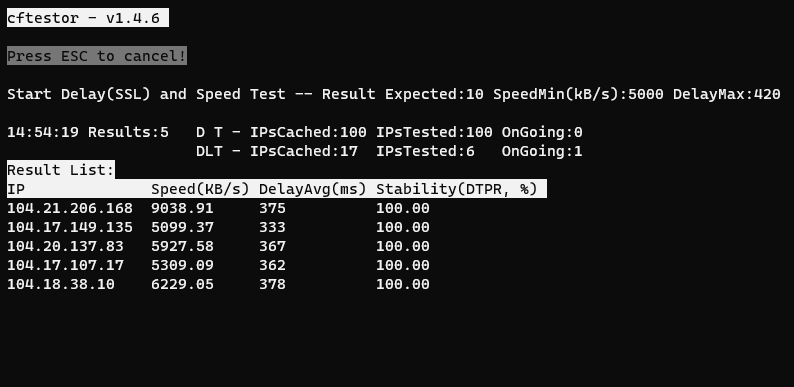 cftestor - v1.4.6
Press ESC to cancel!
Start Delay(SSL) and Speed Test -- Result Expected:10 SpeedMin(kB/s):5000 DelayMax:420
14:54:19 Results:5   D T - IPsCached:100 IPsTested:100 OnGoing:0
                     DLT - IPsCached:17  IPsTested:6   OnGoing:1
Result List:
IP              Speed(KB/s) DelayAvg(ms) Stability(DTPR, %)
104.21.206.168  9038.91     375          100.00
104.17.149.135  5099.37     333          100.00
104.20.137.83   5927.58     367          100.00
104.17.107.17   5309.09     362          100.00
104.18.38.10    6229.05     378          100.00